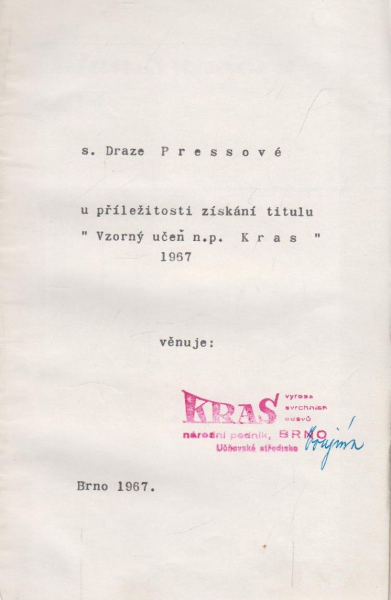 s. Draze P r e s s o v é
u příležitosti získání titulu
" Vzorný učeň n.p. K r a s "
1967
věnuje:
KRAS výroba
svrchních
oděvů
národní podnik, BRNO
Učňovské středisko
Brno 1967.